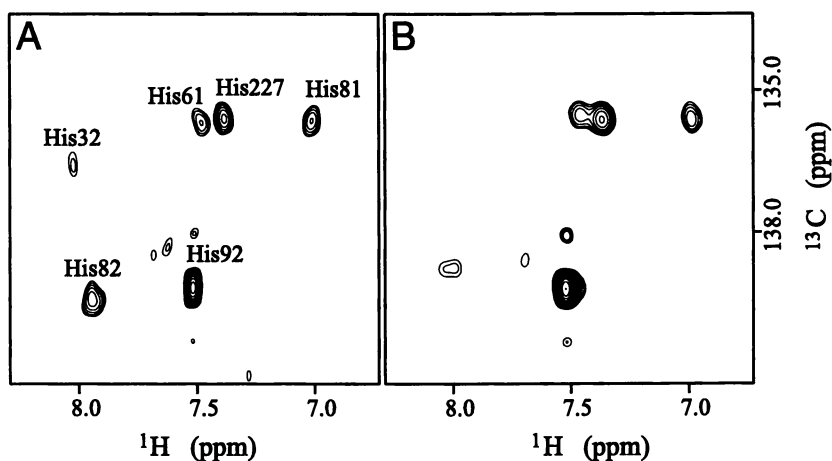 A
His61
His227
His81
His32
His82
His92
8.0
7.5
7.0
¹H (ppm)
B
8.0
7.5
7.0
¹H (ppm)
135.0
138.0
¹³C (ppm)